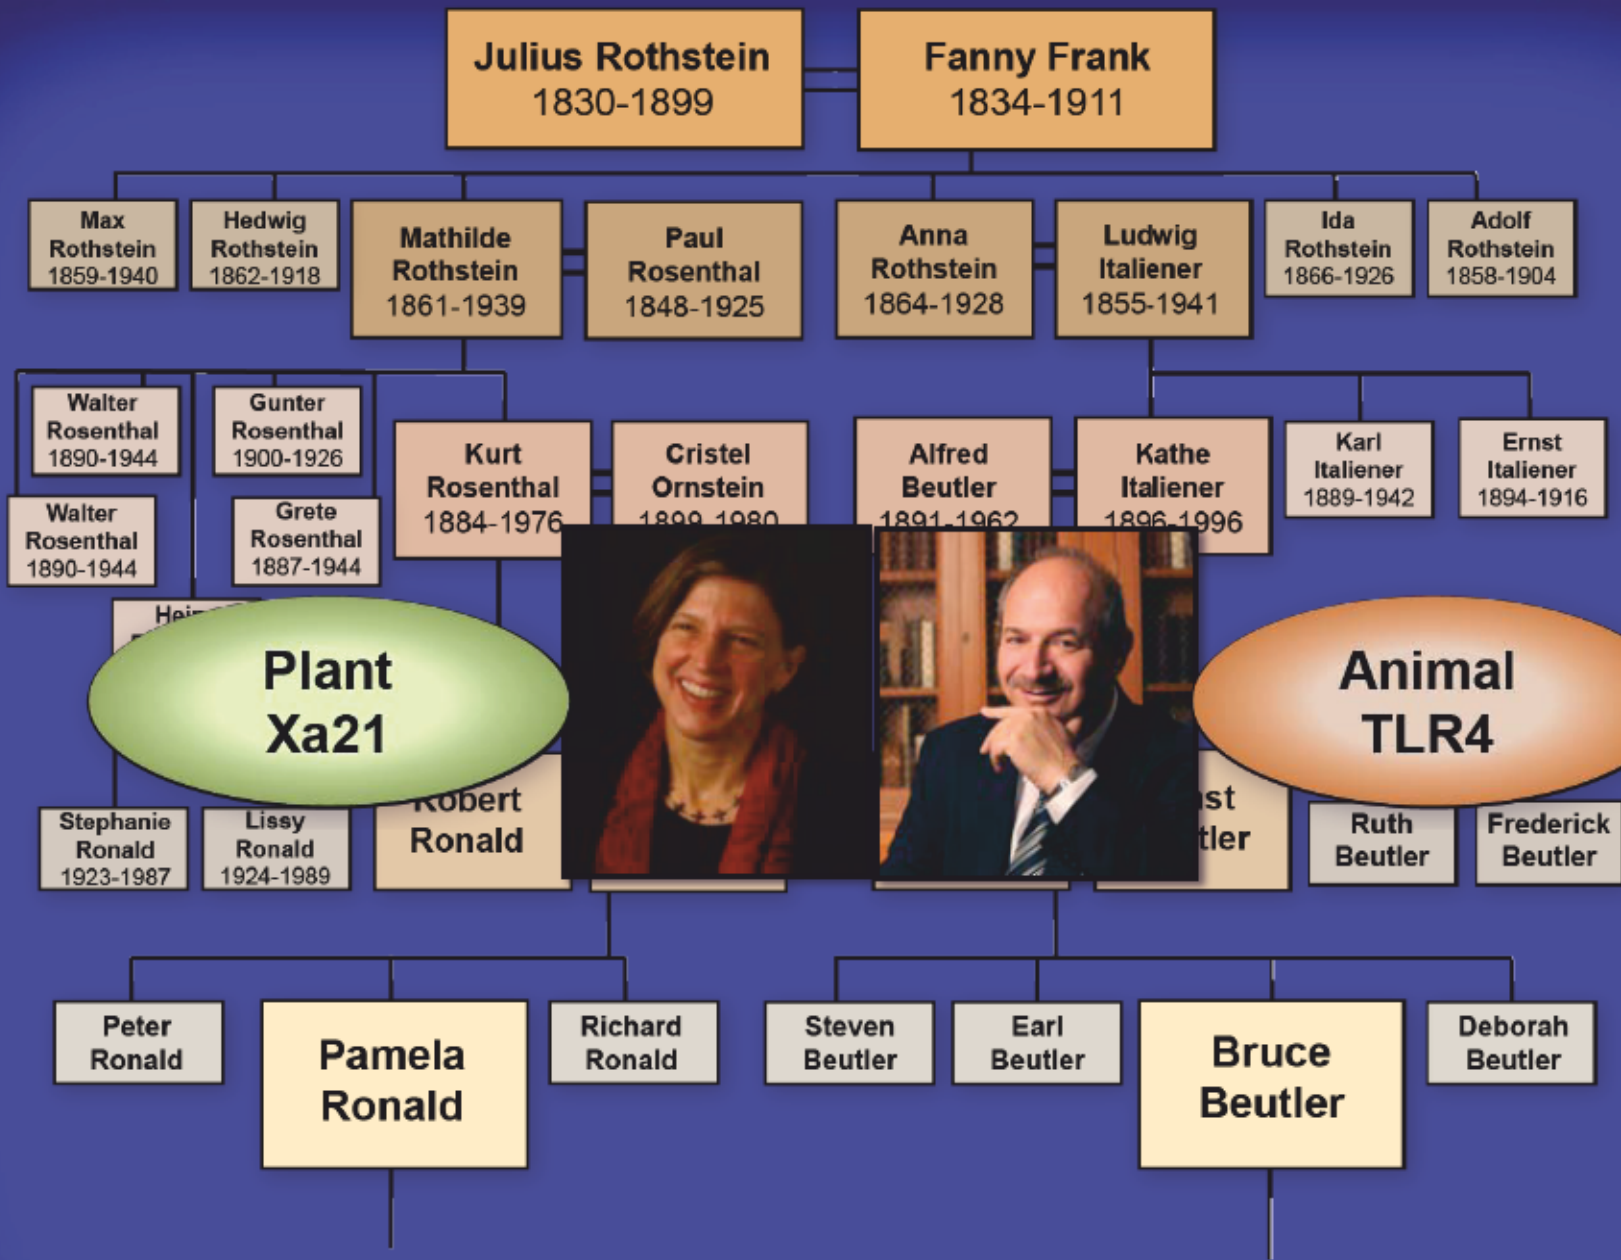 Julius Rothstein
1830-1899
Fanny Frank
1834-1911
Max
Rothstein
1859-1940
Hedwig
Rothstein
1862-1918
Mathilde
Rothstein
1861-1939
Paul
Rosenthal
1848-1925
Anna
Rothstein
1864-1928
Ludwig
Italiener
1855-1941
Ida
Rothstein
1866-1926
Adolf
Rothstein
1858-1904
Walter
Rosenthal
1890-1944
Gunter
Rosenthal
1900-1926
Walter
Rosenthal
1890-1944
Grete
Rosenthal
1887-1944
Kurt
Rosenthal
1884-1976
Cristel
Ornstein
1899-1980
Alfred
Beutler
1891-1962
Kathe
Italiener
1896-1996
Karl
Italiener
1889-1942
Ernst
Italiener
1894-1916
Plant
Xa21
Animal
TLR4
Stephanie
Ronald
1923-1987
Lissy
Ronald
1924-1989
Robert
Ronald
Ruth
Beutler
Frederick
Beutler
Peter
Ronald
Pamela
Ronald
Richard
Ronald
Steven
Beutler
Earl
Beutler
Bruce
Beutler
Deborah
Beutler